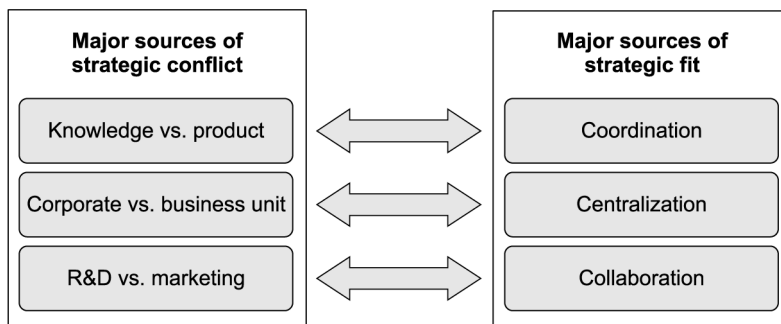 Major sources of
strategic conflict
Knowledge vs. product
Corporate vs. business unit
R&D vs. marketing
Major sources of
strategic fit
Coordination
Centralization
Collaboration